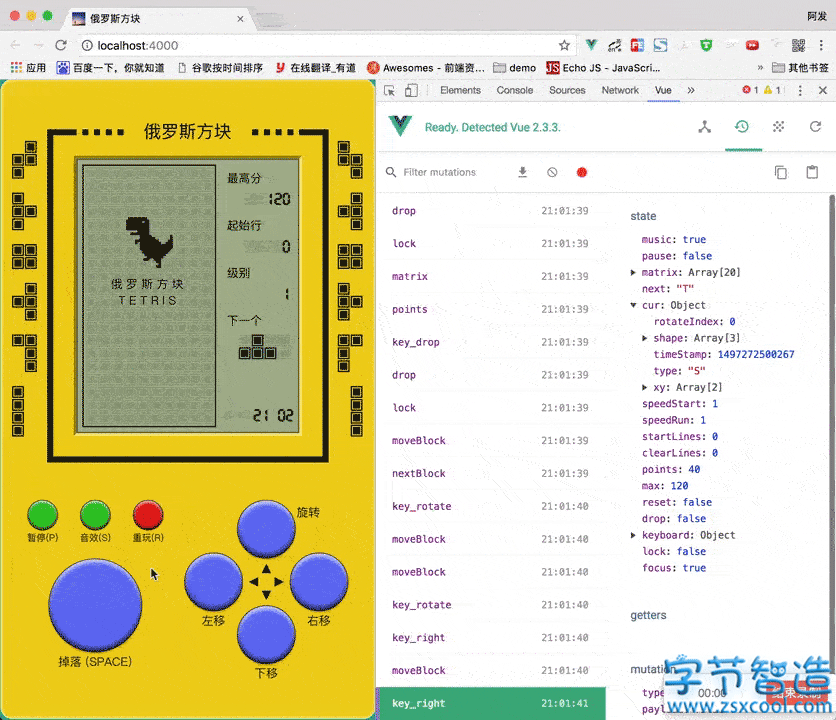 俄罗斯方块
阿发
localhost:4000
应用
百度一下，你就知道
谷歌按时间排序
在线翻译_有道
Awesomes - 前端资...
demo
Echo JS - JavaScri...
»
其他书签
Elements
Console
Sources
Network
Vue
»
1
1
Ready. Detected Vue 2.3.3.
Filter mutations
俄罗斯方块
最高分
120
起始行
0
级别
1
下一个
21 02
俄罗斯方块
TETRIS
暂停(P)
音效(S)
重玩(R)
旋转
左移
右移
下移
掉落 (SPACE)
drop 21:01:39
lock 21:01:39
matrix 21:01:39
points 21:01:39
key_drop 21:01:39
drop 21:01:39
lock 21:01:39
moveBlock 21:01:39
nextBlock 21:01:39
key_rotate 21:01:40
moveBlock 21:01:40
moveBlock 21:01:40
key_rotate 21:01:40
key_right 21:01:40
moveBlock 21:01:40
key_right 21:01:41
state
music: true
pause: false
matrix: Array[20]
next: "T"
cur: Object
rotateIndex: 0
shape: Array[3]
timeStamp: 1497272500267
type: "S"
xy: Array[2]
speedStart: 1
speedRun: 1
startLines: 0
clearLines: 0
points: 40
max: 120
reset: false
drop: false
keyboard: Object
lock: false
focus: true
getters
mutation
type
payl
00:00
结束录制
字节智造
www.zsxcool.com